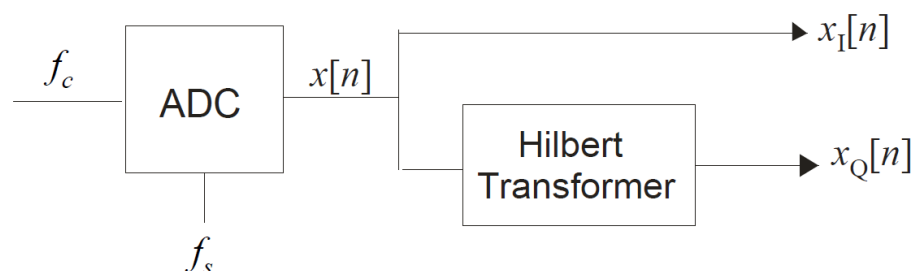 x_I[n]
f_c
ADC
x[n]
Hilbert
Transformer
x_Q[n]
f_s